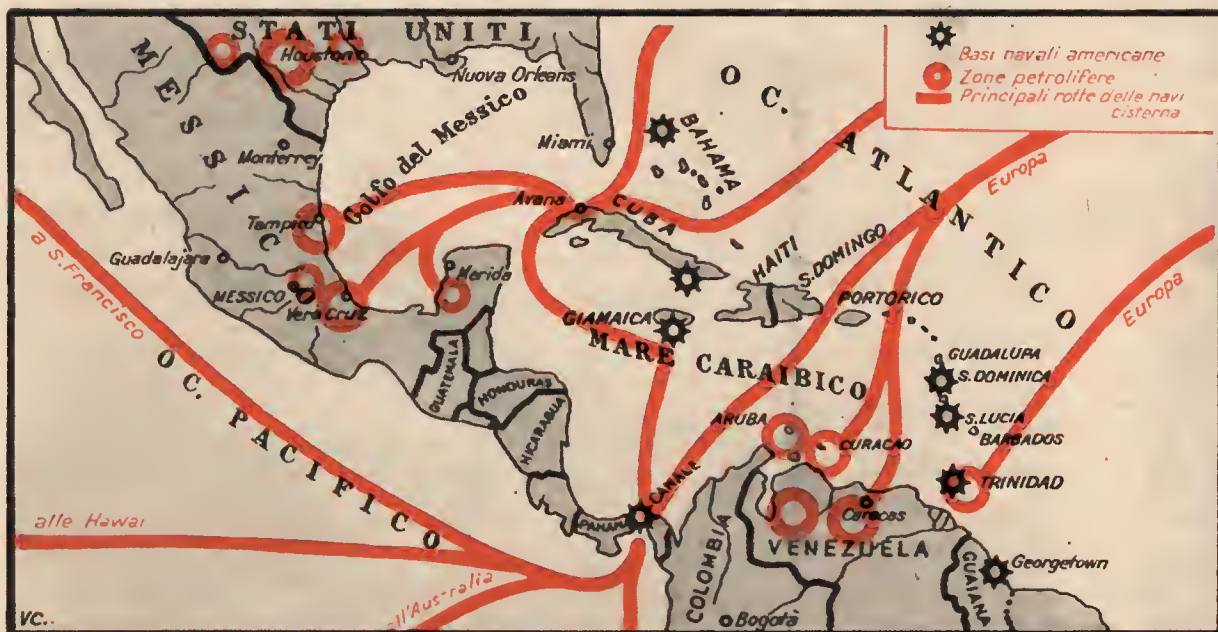 STATI UNITI
Houston
Nuova Orleans
MESSICO
Monterrey
Golfo del Messico
Miami
BAHAMA
OC. ATLANTICO
Basi navali americane
Zone petrolifere
Principali rotte delle navi
cisterna
Europa
Europa
Tampico
Avana
CUBA
Guadalajara
MESSICO
Vera Cruz
Merida
HAITI
S. DOMINGO
PORTORICO
GIAMAICA
MARE CARAIBICO
GUADALUPA
S. DOMINICA
S. LUCIA
BARBADOS
TRINIDAD
a S. Francisco
OC. PACIFICO
GUATEMALA
HONDURAS
NICARAGUA
ARUBA
CURAÇAO
PANAMA
CANALE
Caracas
COLOMBIA
VENEZUELA
GUAIANA
Georgetown
alle Hawai
all'Australia
Bogotá
VC.